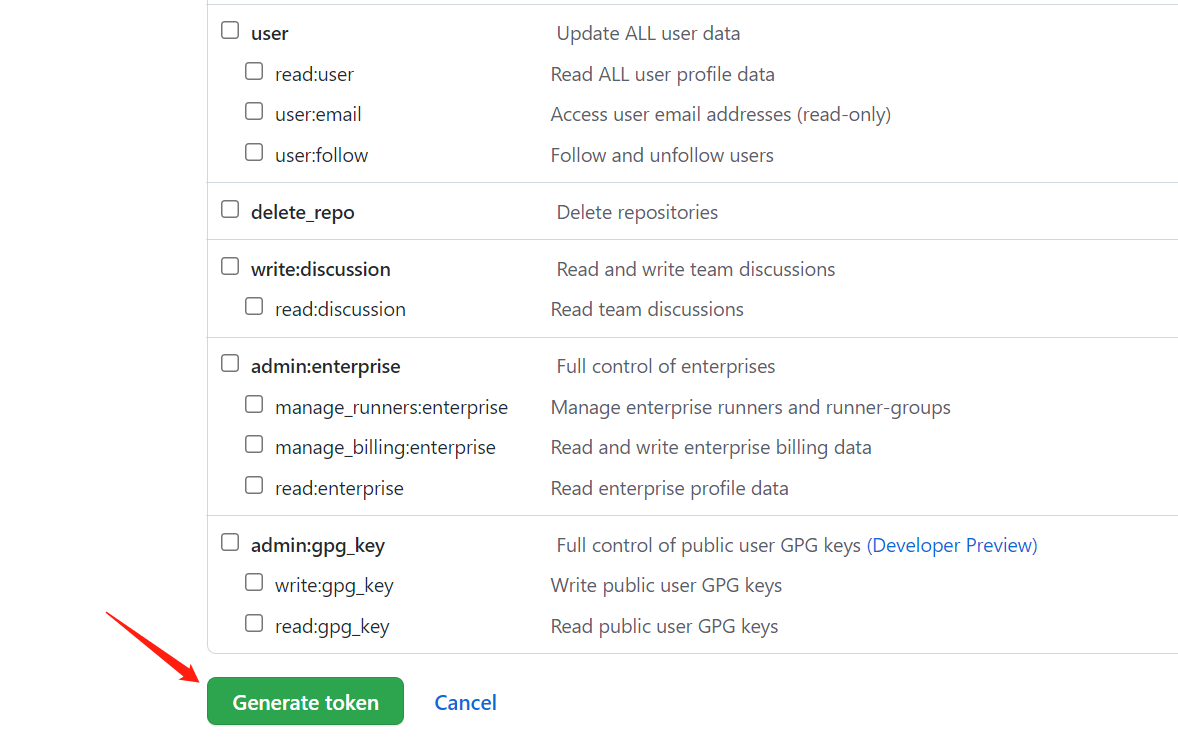 user Update ALL user data
read:user Read ALL user profile data
user:email Access user email addresses (read-only)
user:follow Follow and unfollow users
delete_repo Delete repositories
write:discussion Read and write team discussions
read:discussion Read team discussions
admin:enterprise Full control of enterprises
manage_runners:enterprise Manage enterprise runners and runner-groups
manage_billing:enterprise Read and write enterprise billing data
read:enterprise Read enterprise profile data
admin:gpg_key Full control of public user GPG keys (Developer Preview)
write:gpg_key Write public user GPG keys
read:gpg_key Read public user GPG keys
Generate token Cancel